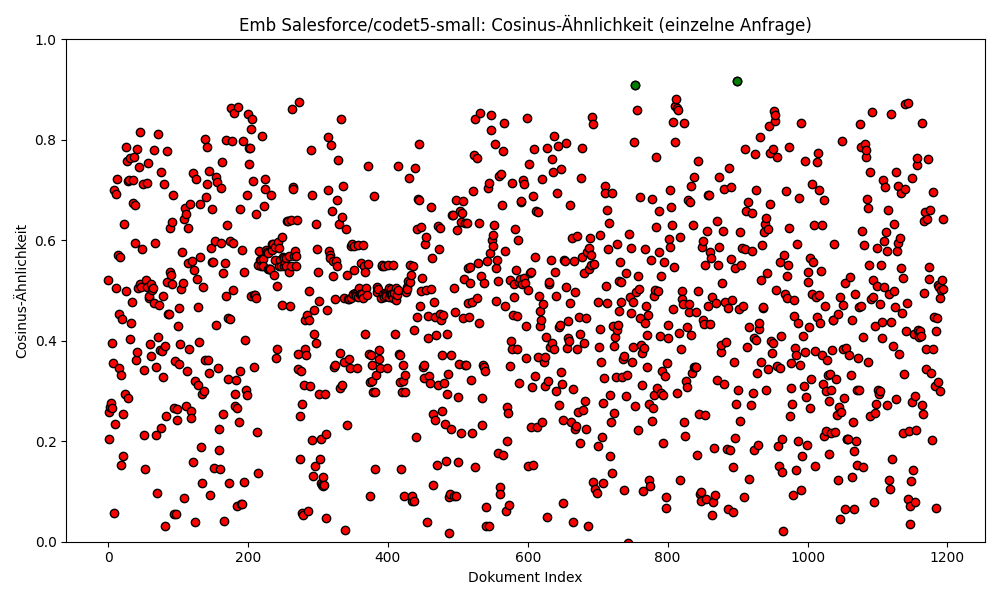 Emb Salesforce/codet5-small: Cosinus-Ähnlichkeit (einzelne Anfrage)
1.0
0.8
0.6
0.4
0.2
0.0
Cosinus-Ähnlichkeit
0 200 400 600 800 1000 1200
Dokument Index